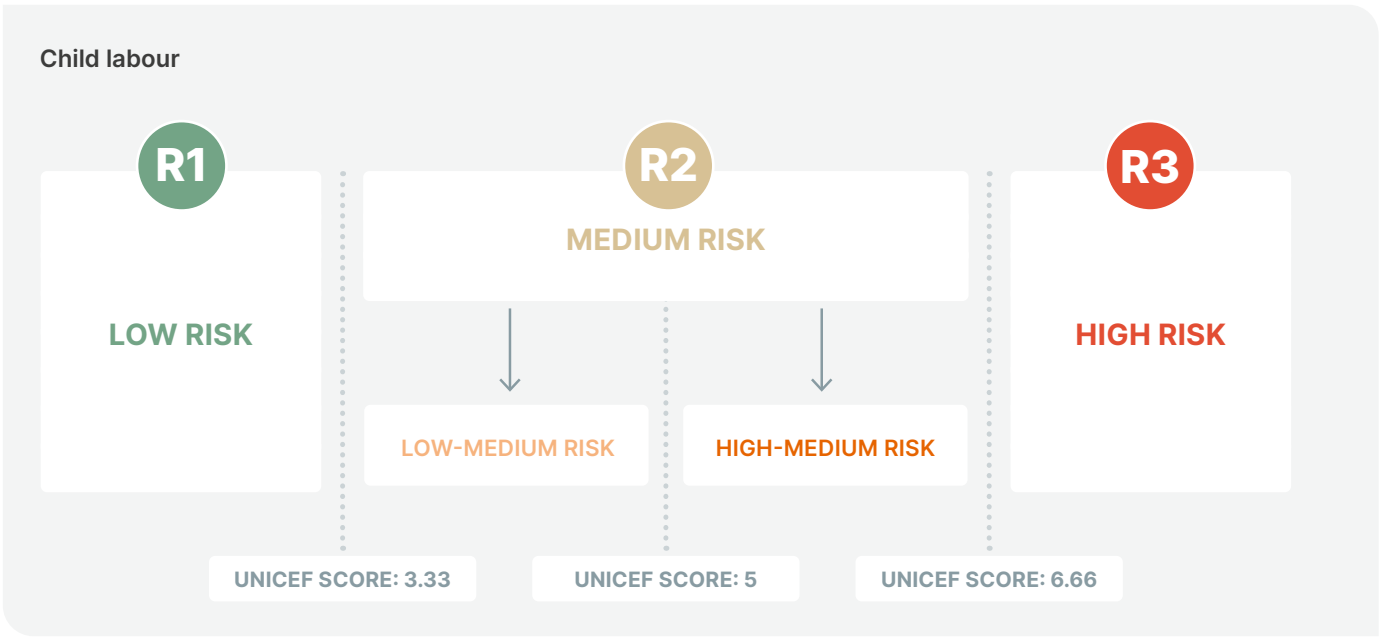 Child labour
R1
R2
R3
MEDIUM RISK
LOW RISK
HIGH RISK
LOW-MEDIUM RISK
HIGH-MEDIUM RISK
UNICEF SCORE: 3.33
UNICEF SCORE: 5
UNICEF SCORE: 6.66